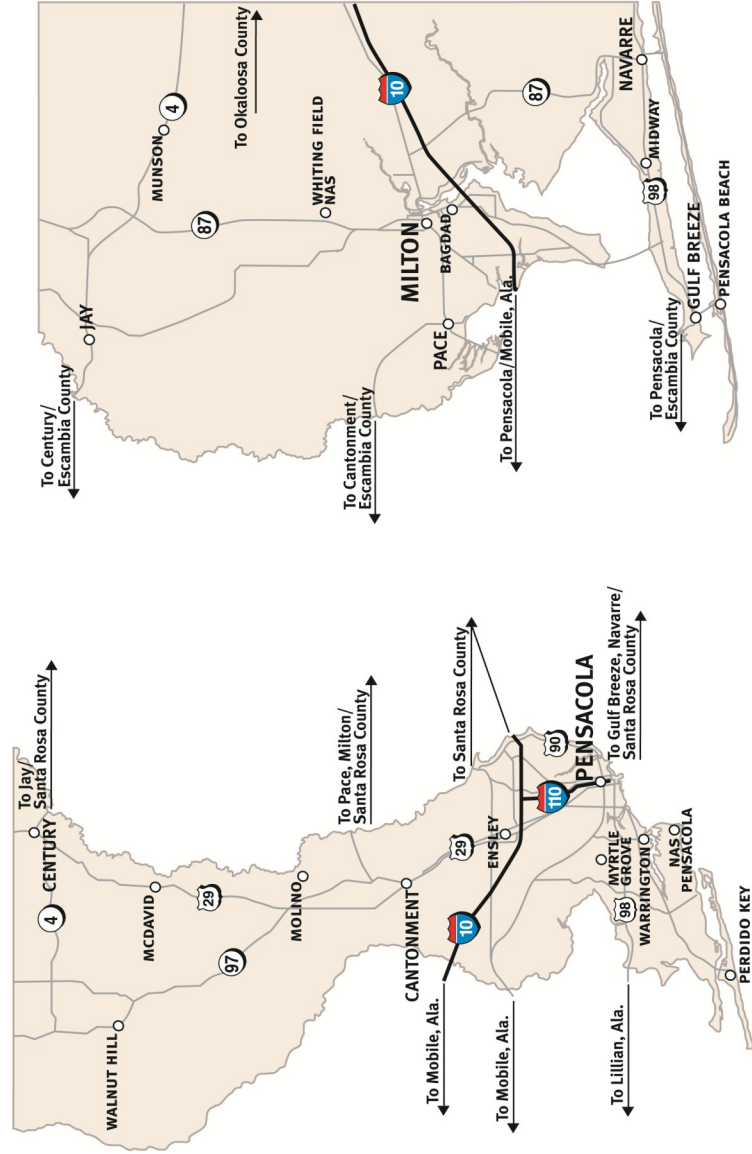 To Jay/
Santa Rosa County
4
CENTURY
WALNUT HILL
MCDAVID
29
97
MOLINO
To Pace, Milton/
Santa Rosa County
CANTONMENT
To Mobile, Ala.
10
29
To Santa Rosa County
ENSLEY
To Mobile, Ala.
110
90
PENSACOLA
MYRTLE
GROVE
To Gulf Breeze, Navarre/
Santa Rosa County
To Lillian, Ala.
98
WARRINGTON
NAS
PENSACOLA
PERDIDO KEY
To Century/
Escambia County
JAY
MUNSON
4
To Okaloosa County
87
WHITING FIELD
NAS
To Cantonment/
Escambia County
10
MILTON
PACE
BAGDAD
To Pensacola/Mobile, Ala.
87
NAVARRE
MIDWAY
98
To Pensacola/
Escambia County
GULF BREEZE
PENSACOLA BEACH